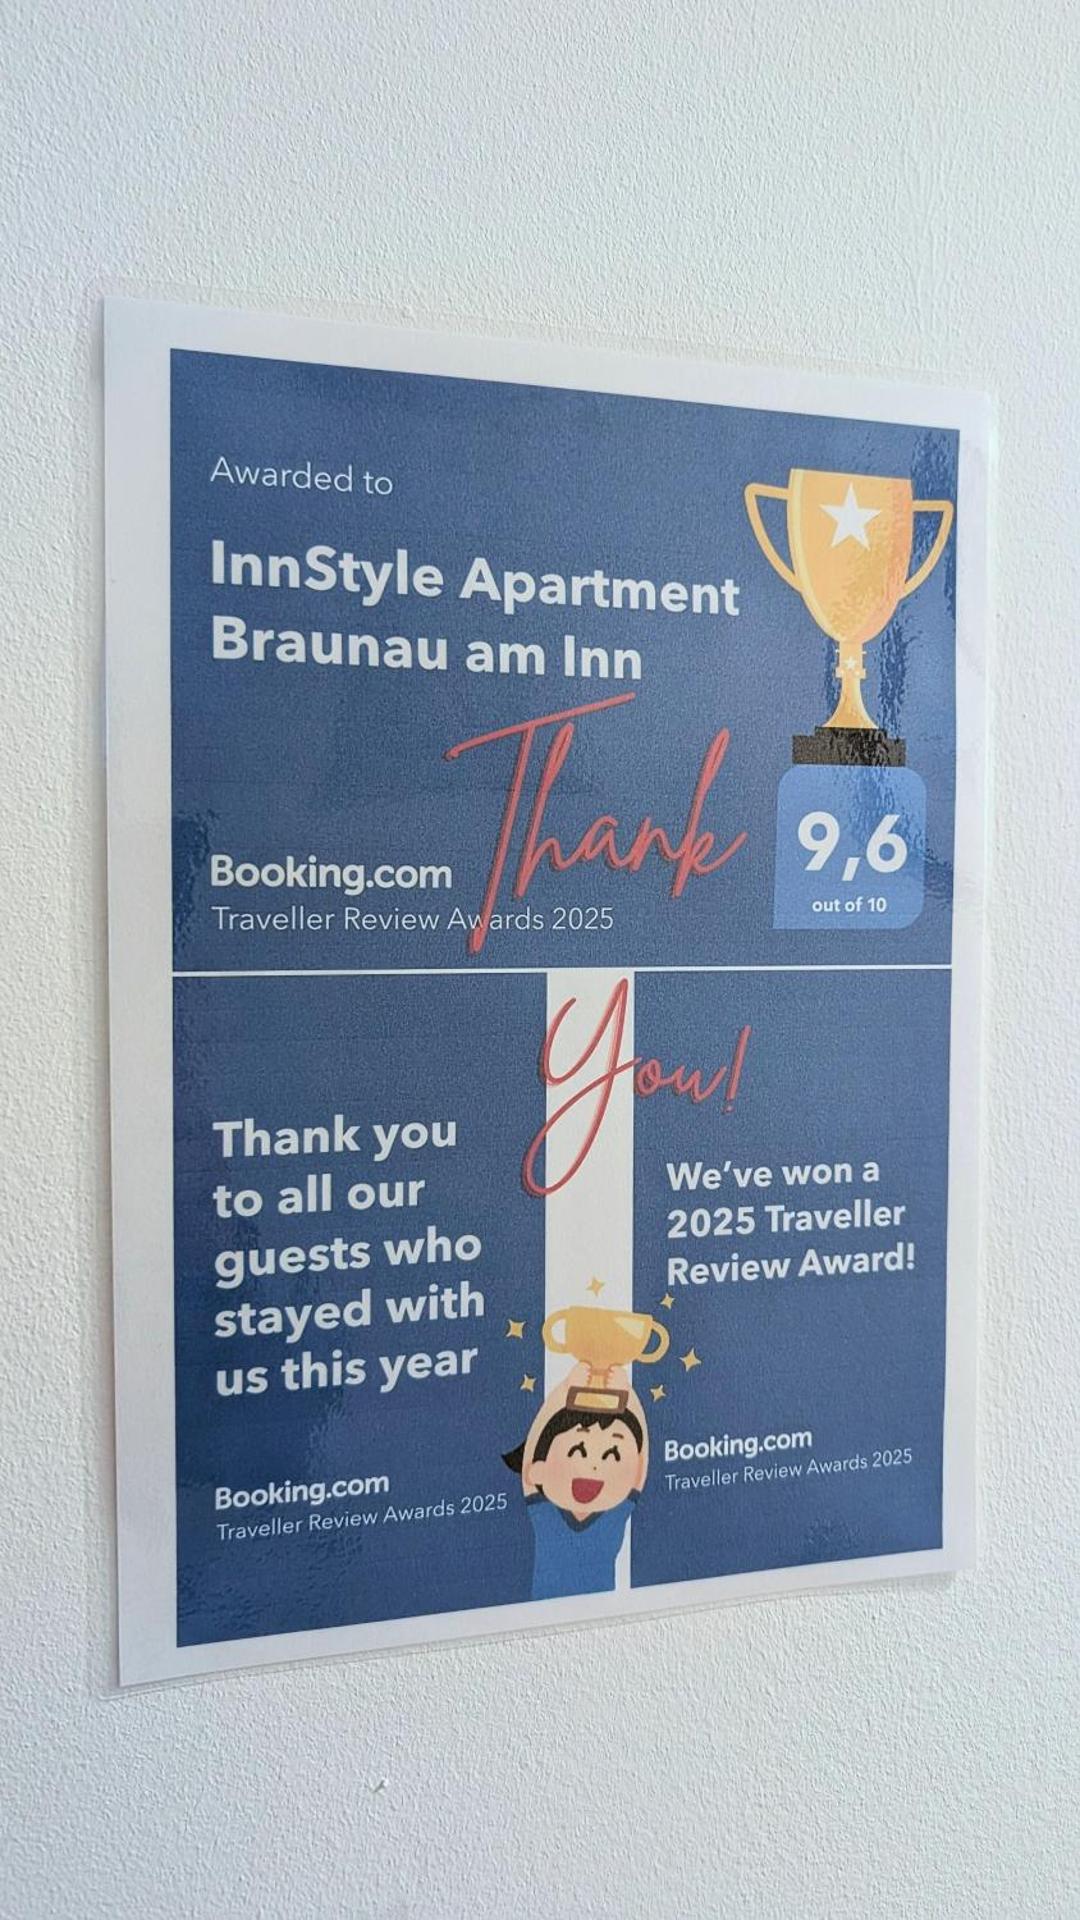 Awarded to
InnStyle Apartment
Braunau am Inn
Thank
Booking.com
Traveller Review Awards 2025
9,6
out of 10
You!
Thank you
to all our
guests who
stayed with
us this year
Booking.com
Traveller Review Awards 2025
We've won a
2025 Traveller
Review Award!
Booking.com
Traveller Review Awards 2025